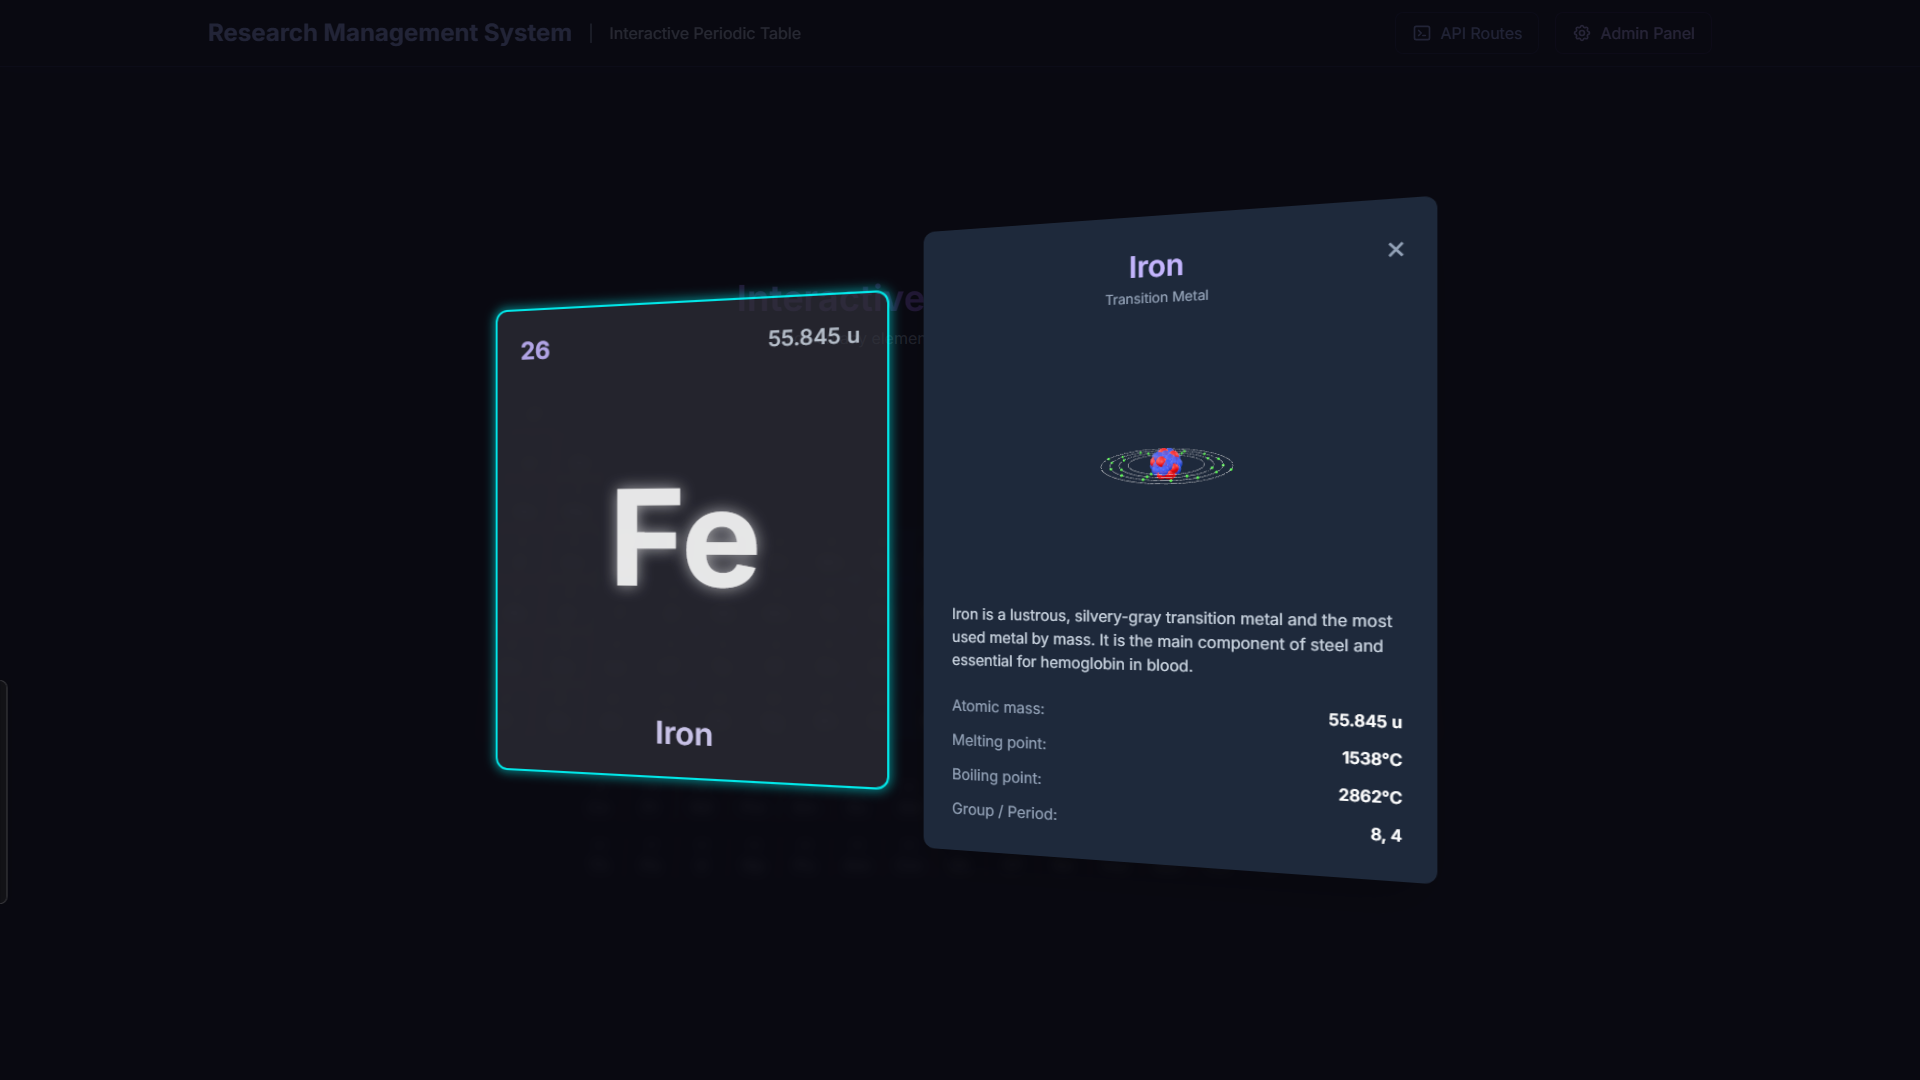 Research Management System | Interactive Periodic Table
API Routes
Admin Panel
Interactive
elemen
26
55.845 u
Fe
Iron
Iron
Transition Metal
Iron is a lustrous, silvery-gray transition metal and the most
used metal by mass. It is the main component of steel and
essential for hemoglobin in blood.
Atomic mass: 55.845 u
Melting point: 1538°C
Boiling point: 2862°C
Group / Period: 8, 4